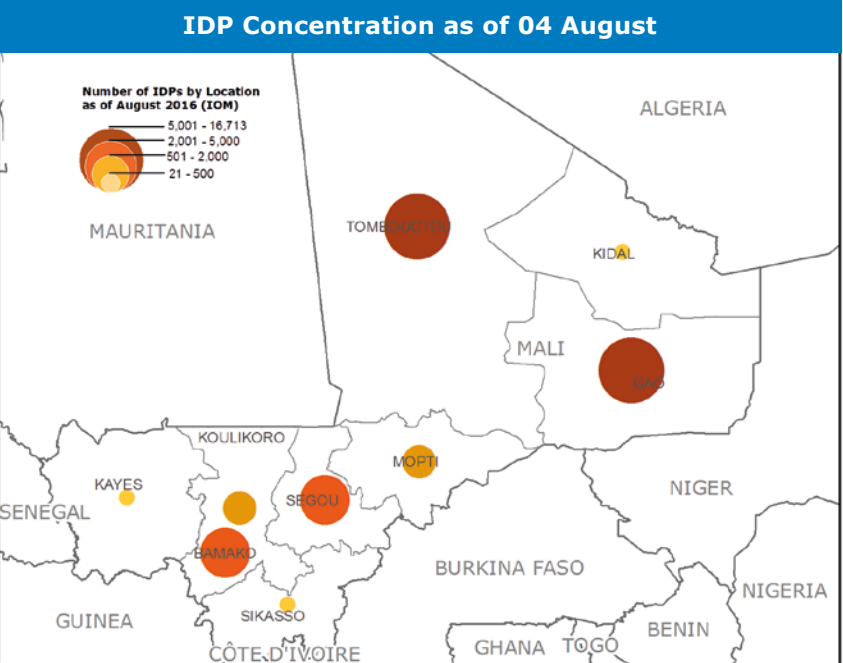 IDP Concentration as of 04 August
Number of IDPs by Location
as of August 2016 (IOM)
5,001 - 16,713
2,001 - 5,000
501 - 2,000
21 - 500
ALGERIA
MAURITANIA
TOMBOUCTOU
KIDAL
MALI
GAO
KOULIKORO
MOPTI
KAYES
SEGOU
NIGER
SENEGAL
BAMAKO
BURKINA FASO
NIGERIA
SIKASSO
GUINEA
BENIN
GHANA
TOGO
CÔTE D'IVOIRE